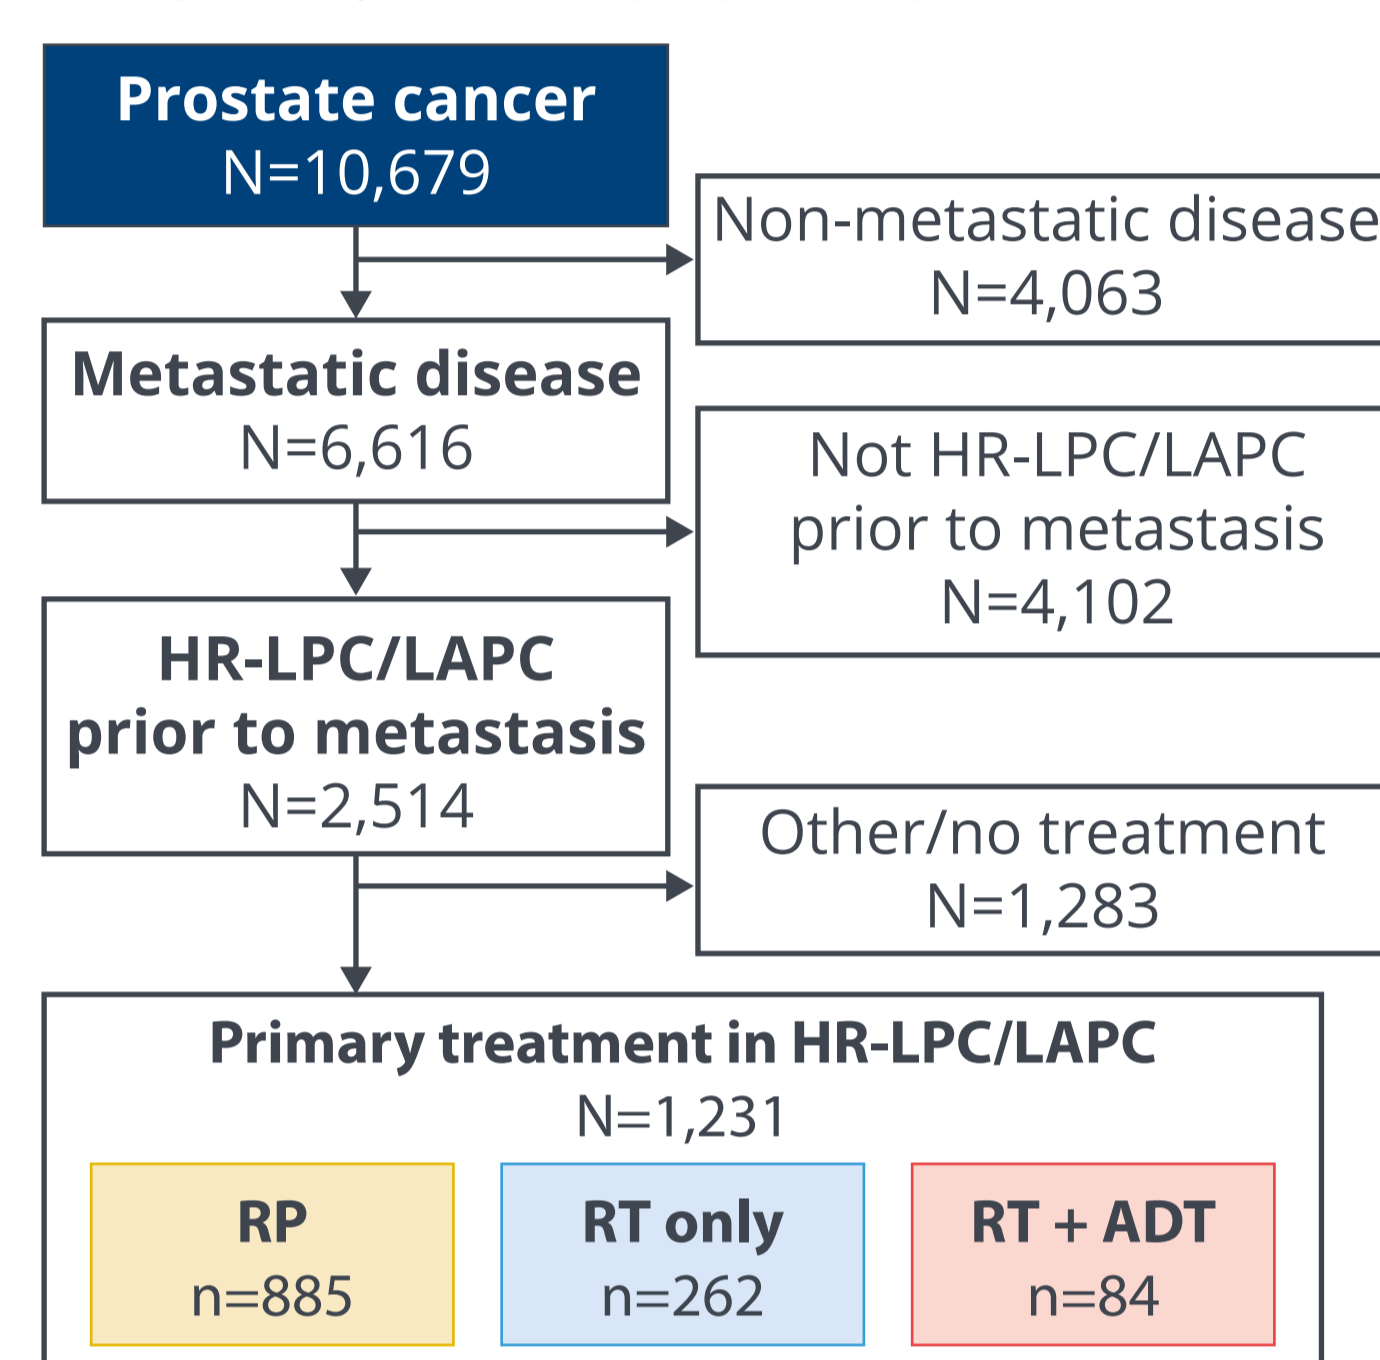 Prostate cancer
N=10,679
Non-metastatic disease
N=4,063
Metastatic disease
N=6,616
Not HR-LPC/LAPC
prior to metastasis
N=4,102
HR-LPC/LAPC
prior to metastasis
N=2,514
Other/no treatment
N=1,283
Primary treatment in HR-LPC/LAPC
N=1,231
RP
n=885
RT only
n=262
RT + ADT
n=84